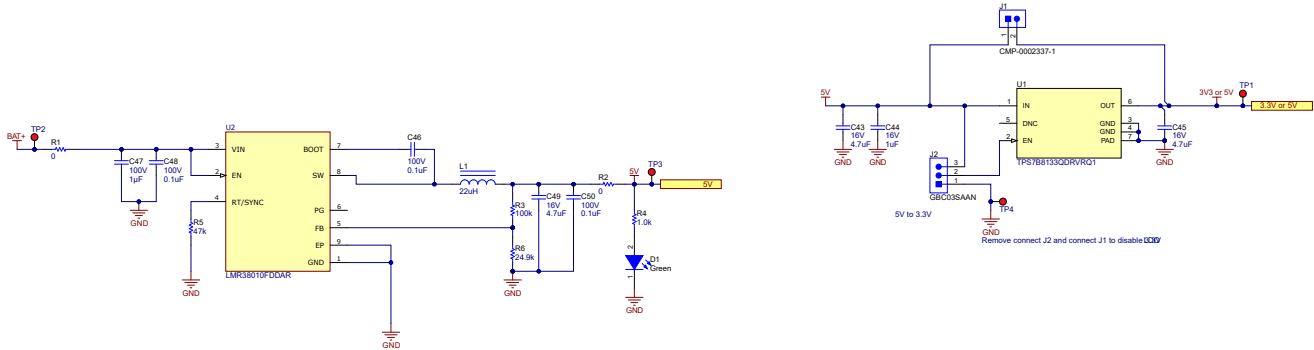 BAT+
TP2
R1
0
C47
100V
1µF
C48
100V
0.1uF
GND
U2
3
VIN
2
EN
4
RT/SYNC
BOOT
7
SW
8
PG
6
FB
5
EP
9
GND
1
LMR38010FDDAR
R5
47k
GND
GND
C46
100V
0.1uF
L1
22uH
R3
100k
R6
24.9k
GND
C49
16V
4.7uF
C50
100V
0.1uF
R2
0
5V
TP3
5V
R4
1.0k
2
D1
Green
1
GND
J1
1
2
CMP-0002337-1
5V
C43
16V
4.7uF
GND
C44
16V
1uF
GND
U1
1
IN
5
DNC
2
EN
OUT
6
GND
3
GND
4
PAD
7
TPS7B8133QDRVRQ1
3V3 or 5V
TP1
3.3V or 5V
C45
16V
4.7uF
GND
J2
3
2
1
GBC03SAAN
TP4
GND
5V to 3.3V
Remove connect J2 and connect J1 to disable